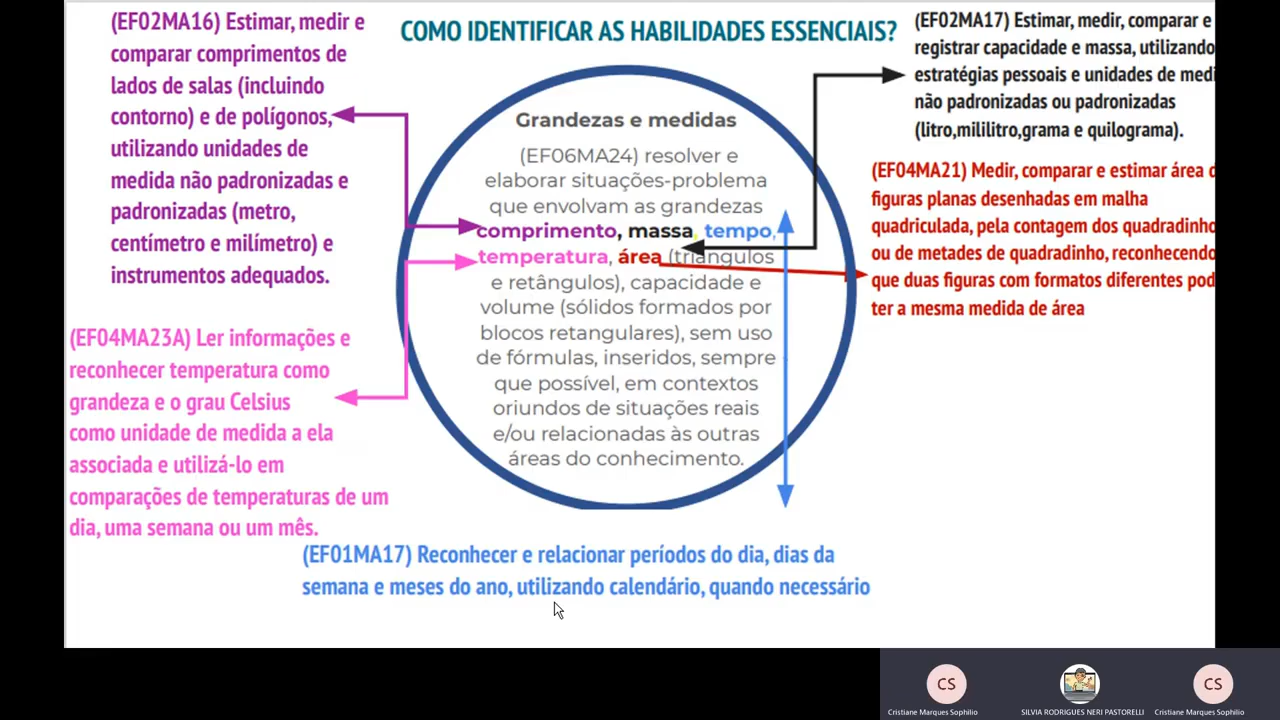 COMO IDENTIFICAR AS HABILIDADES ESSENCIAIS?
(EF02MA16) Estimar, medir e
comparar comprimentos de
lados de salas (incluindo
contorno) e de polígonos,
utilizando unidades de
medida não padronizadas e
padronizadas (metro,
centímetro e milímetro) e
instrumentos adequados.
(EF04MA23A) Ler informações e
reconhecer temperatura como
grandeza e o grau Celsius
como unidade de medida a ela
associada e utilizá-lo em
comparações de temperaturas de um
dia, uma semana ou um mês.
Grandezas e medidas
(EF06MA24) resolver e
elaborar situações-problema
que envolvam as grandezas
comprimento, massa, tempo,
temperatura, área (triângulos
e retângulos), capacidade e
volume (sólidos formados por
blocos retangulares), sem uso
de fórmulas, inseridos, sempre
que possível, em contextos
oriundos de situações reais
e/ou relacionadas às outras
áreas do conhecimento.
(EF02MA17) Estimar, medir, comparar e
registrar capacidade e massa, utilizando
estratégias pessoais e unidades de medi
não padronizadas ou padronizadas
(litro,mililitro,grama e quilograma).
(EF04MA21) Medir, comparar e estimar área d
figuras planas desenhadas em malha
quadriculada, pela contagem dos quadradinho
ou de metades de quadradinho, reconhecendo
que duas figuras com formatos diferentes pod
ter a mesma medida de área
(EF01MA17) Reconhecer e relacionar períodos do dia, dias da
semana e meses do ano, utilizando calendário, quando necessário
CS
CS
Cristiane Marques Sophilio
SILVIA RODRIGUES NERI PASTORELLI
Cristiane Marques Sophilio